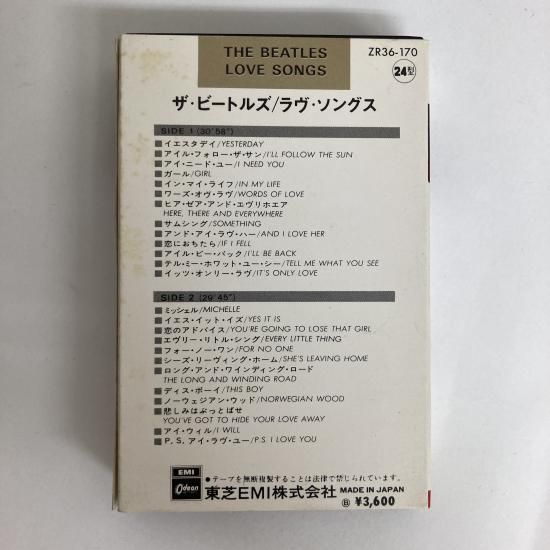 THE BEATLES
LOVE SONGS
ZR36-170
24型
ザ・ビートルズ/ラヴ・ソングス
SIDE 1 (30′58″)
■イエスタデイ/YESTERDAY
■アイル・フォロー・ザ・サン/I'LL FOLLOW THE SUN
■アイ・ニード・ユー/I NEED YOU
■ガール/GIRL
■イン・マイ・ライフ/IN MY LIFE
■ワーズ・オヴ・ラヴ/WORDS OF LOVE
■ヒア・ゼア・アンド・エヴリホエア
HERE, THERE AND EVERYWHERE
■サムシング/SOMETHING
■アンド・アイ・ラヴ・ハー/AND I LOVE HER
■恋におちたら/IF I FELL
■アイル・ビー・バック/I'LL BE BACK
■テル・ミー・ホワット・ユー・シー/TELL ME WHAT YOU SEE
■イッツ・オンリー・ラヴ/IT'S ONLY LOVE
SIDE 2 (29′45″)
■ミッシェル/MICHELLE
■イエス・イット・イズ/YES IT IS
■恋のアドバイス/YOU'RE GOING TO LOSE THAT GIRL
■エヴリー・リトル・シング/EVERY LITTLE THING
■フォー・ノー・ワン/FOR NO ONE
■シーズ・リーヴィング・ホーム/SHE'S LEAVING HOME
■ロング・アンド・ワインディング・ロード
THE LONG AND WINDING ROAD
■ディス・ボーイ/THIS BOY
■ノーウェジアン・ウッド/NORWEGIAN WOOD
■悲しみはぶっとばせ
YOU'VE GOT TO HIDE YOUR LOVE AWAY
■アイ・ウィル/I WILL
■P.S.アイ・ラヴ・ユー/P.S. I LOVE YOU
●テープを無断複製することは法律で禁じられています。
EMI
Odeon
東芝EMI株式会社 MADE IN JAPAN
Ⓑ ¥3,600